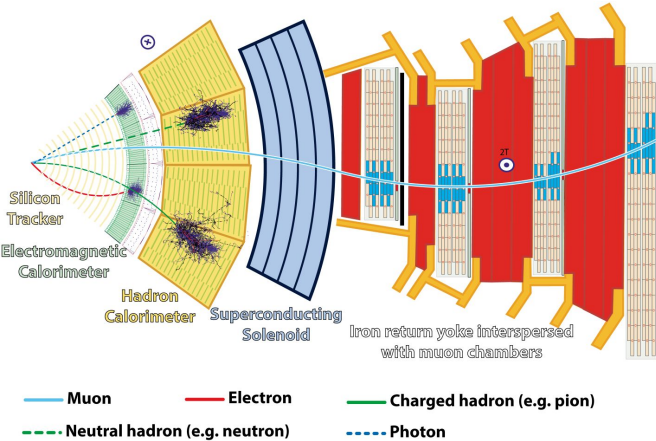 2T
Silicon
Tracker
Electromagnetic
Calorimeter
Hadron
Calorimeter
Superconducting
Solenoid
Iron return yoke interspersed
with muon chambers
Muon
Electron
Charged hadron (e.g. pion)
Neutral hadron (e.g. neutron)
Photon